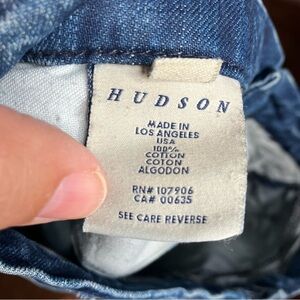 HUDSON
MADE IN
LOS ANGELES
USA
100%
COTTON
COTON
ALGODON
RN# 107906
CA# 00635
SEE CARE REVERSE